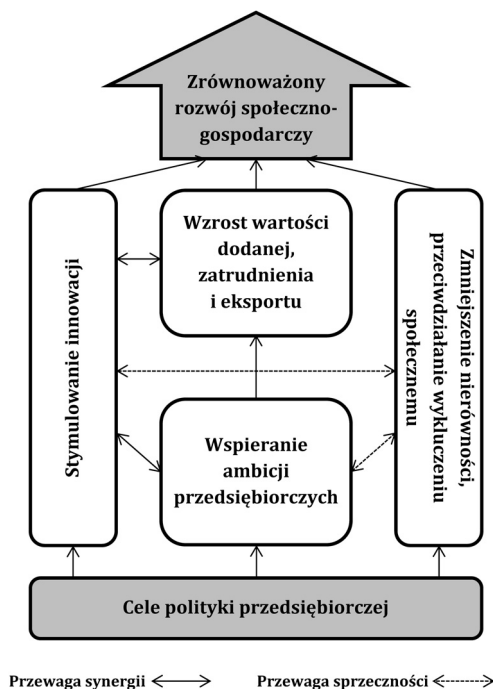 Zrównoważony
rozwój społeczno-
gospodarczy
Stymulowanie innowacji
Wzrost wartości
dodanej,
zatrudnienia
i eksportu
Zmniejszenie nierówności,
przeciwdziałanie wykluczeniu
społecznemu
Wspieranie
ambicji
przedsiębiorczych
Cele polityki przedsiębiorczej
Przewaga synergii
Przewaga sprzeczności